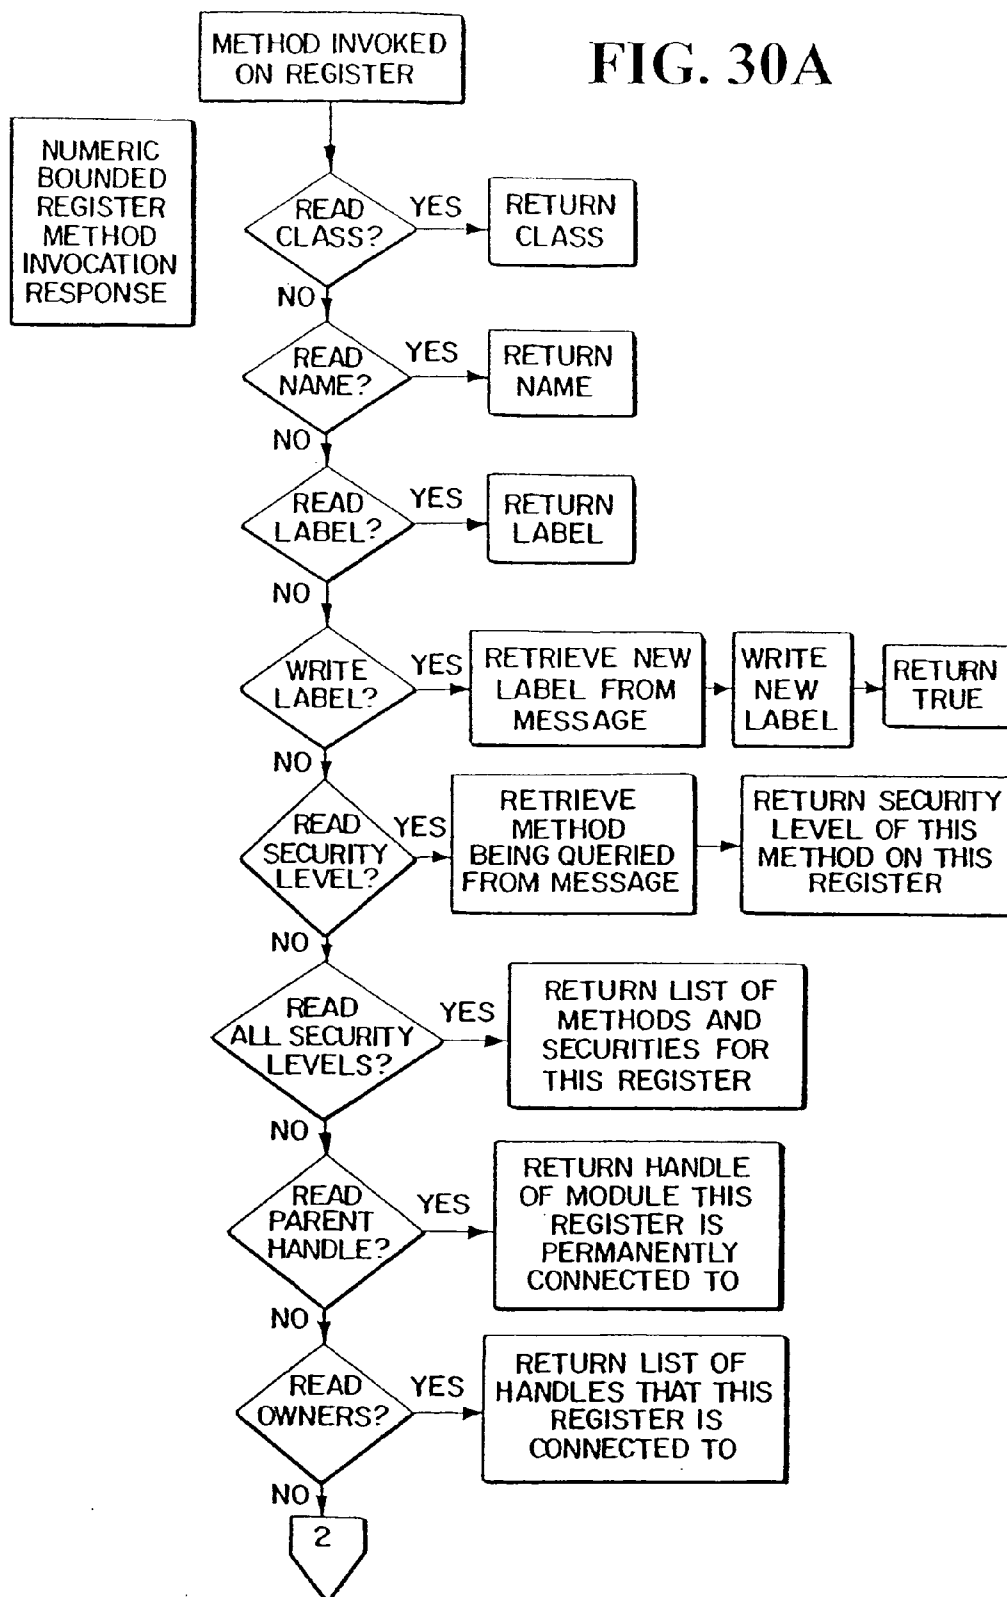 METHOD INVOKED
ON REGISTER
FIG. 30A
NUMERIC
BOUNDED
REGISTER
METHOD
INVOCATION
RESPONSE
READ
CLASS?
YES
RETURN
CLASS
NO
READ
NAME?
YES
RETURN
NAME
NO
READ
LABEL?
YES
RETURN
LABEL
NO
WRITE
LABEL?
YES
RETRIEVE NEW
LABEL FROM
MESSAGE
WRITE
NEW
LABEL
RETURN
TRUE
NO
READ
SECURITY
LEVEL?
YES
RETRIEVE
METHOD
BEING QUERIED
FROM MESSAGE
RETURN SECURITY
LEVEL OF THIS
METHOD ON THIS
REGISTER
NO
READ
ALL SECURITY
LEVELS?
YES
RETURN LIST OF
METHODS AND
SECURITIES FOR
THIS REGISTER
NO
READ
PARENT
HANDLE?
YES
RETURN HANDLE
OF MODULE THIS
REGISTER IS
PERMANENTLY
CONNECTED TO
NO
READ
OWNERS?
YES
RETURN LIST OF
HANDLES THAT THIS
REGISTER IS
CONNECTED TO
NO
2